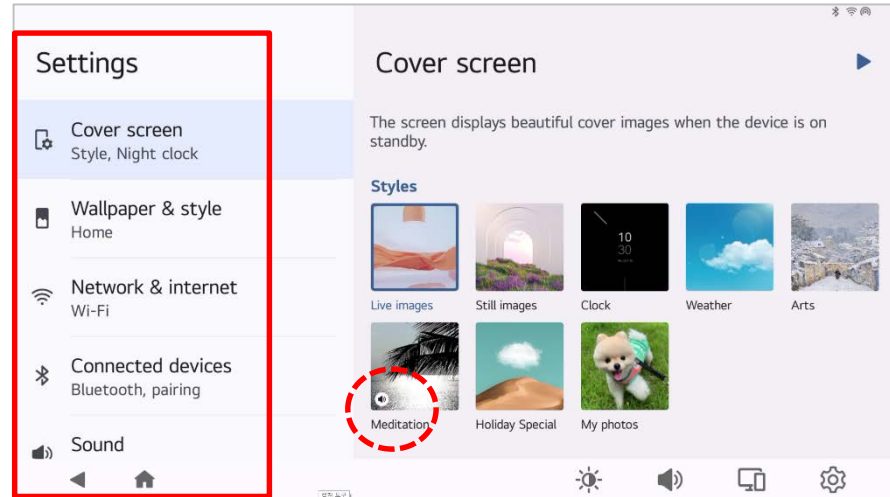 Settings
Cover screen
Style, Night clock
Wallpaper & style
Home
Network & internet
Wi-Fi
Connected devices
Bluetooth, pairing
Sound
Cover screen
The screen displays beautiful cover images when the device is on
standby.
Styles
10
30
Live images
Still images
Clock
Weather
Arts
Meditation
Holiday Special
My photos